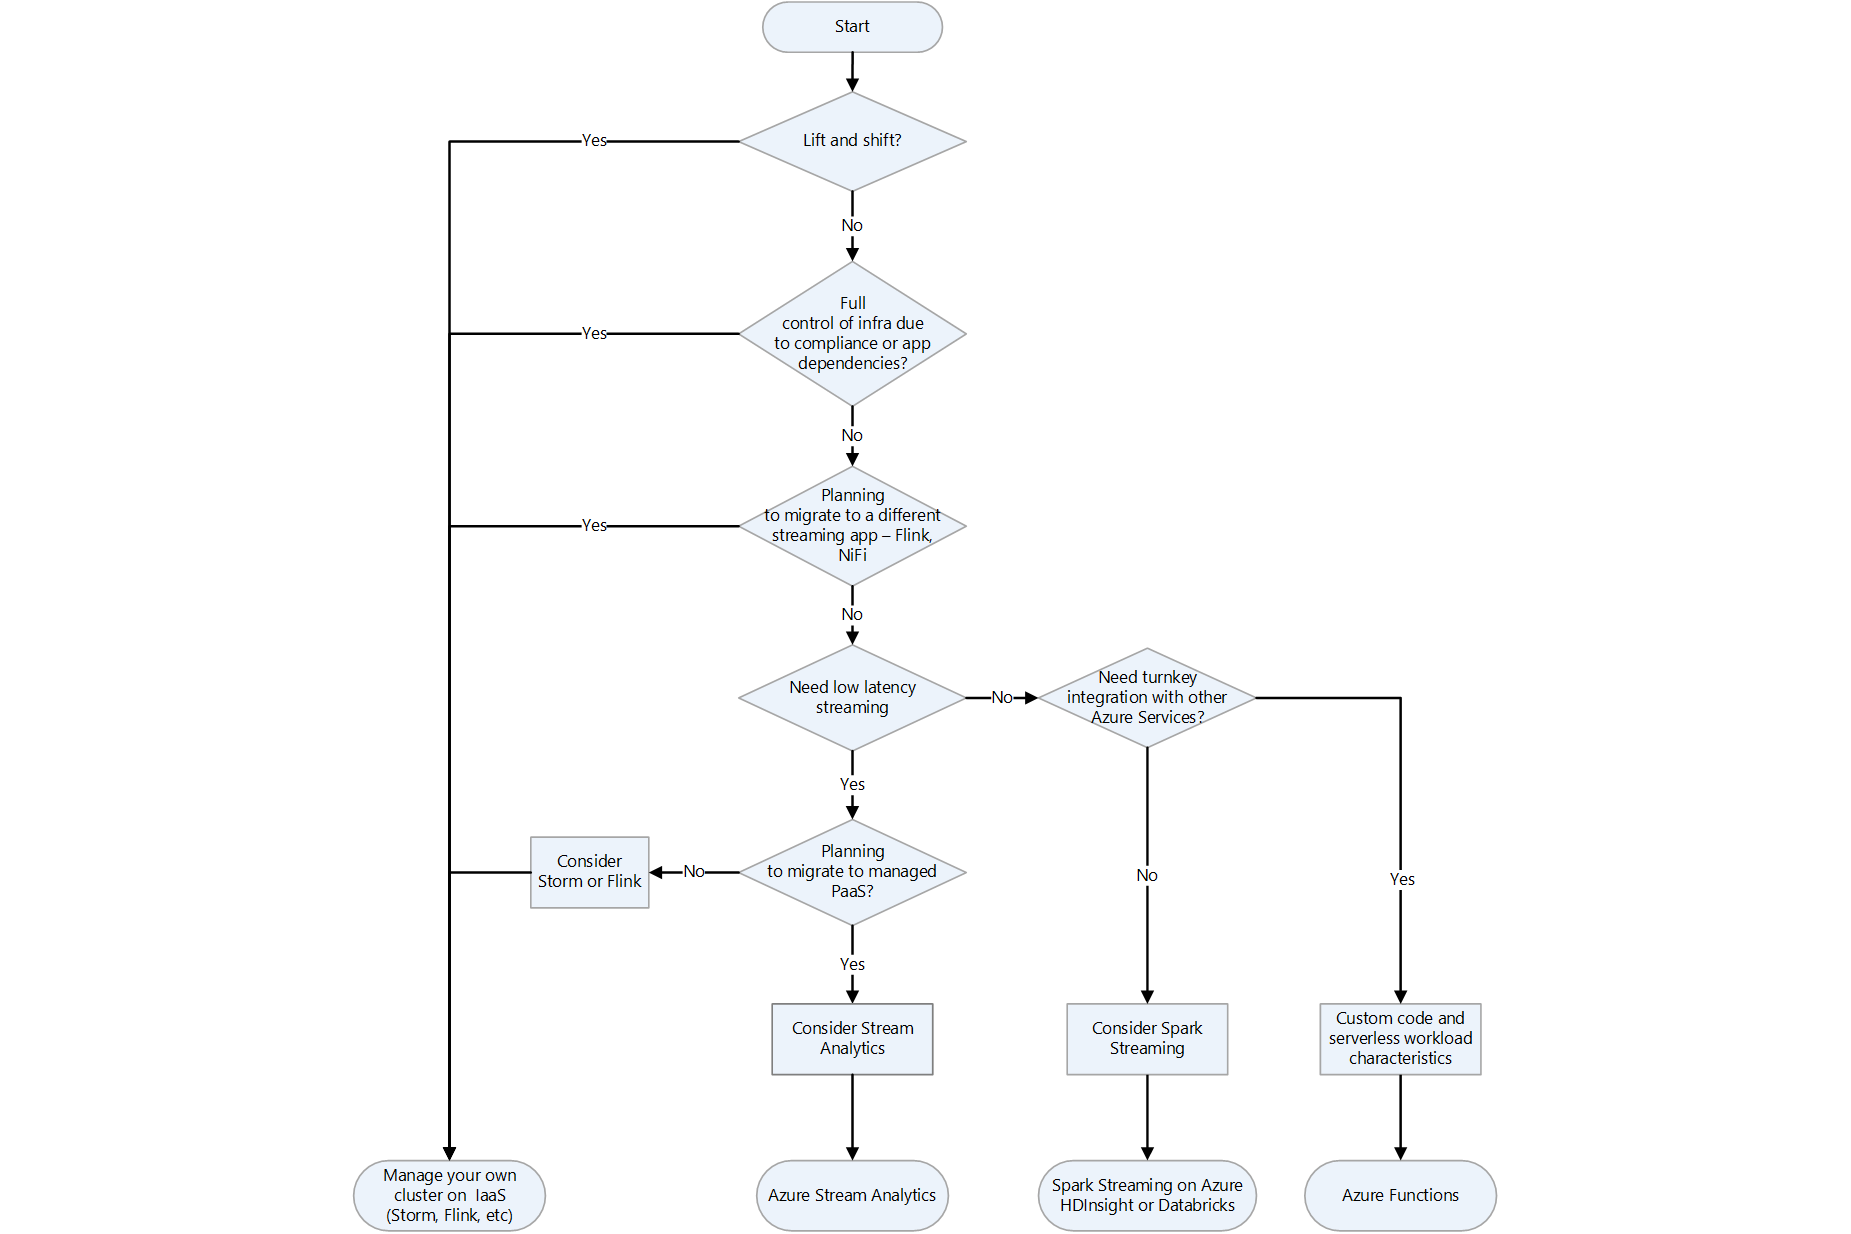 Start
Lift and shift?
Yes
No
Full
control of infra due
to compliance or app
dependencies?
Yes
No
Planning
to migrate to a different
streaming app – Flink,
NiFi
Yes
No
Need low latency
streaming
No
Need turnkey
integration with other
Azure Services?
Yes
Planning
to migrate to managed
PaaS?
No
Consider
Storm or Flink
No
Yes
Yes
Consider Stream
Analytics
Consider Spark
Streaming
Custom code and
serverless workload
characteristics
Manage your own
cluster on  IaaS
(Storm, Flink, etc)
Azure Stream Analytics
Spark Streaming on Azure
HDInsight or Databricks
Azure Functions